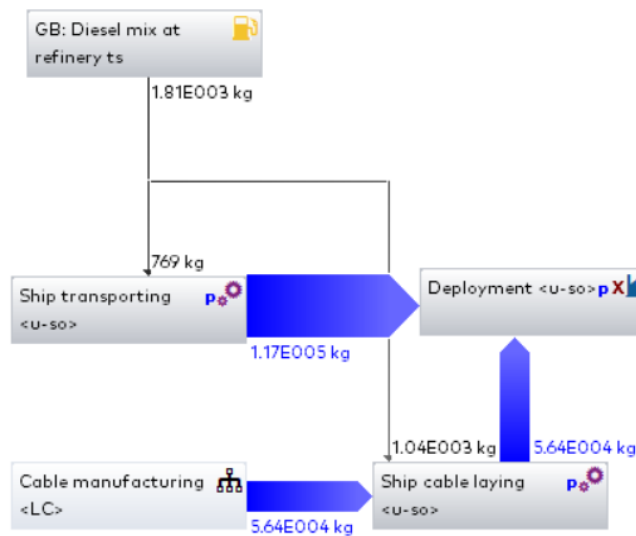 GB: Diesel mix at
refinery ts
1.81E003 kg
769 kg
Ship transporting p
<u-so>
Deployment <u-so> p X
1.17E005 kg
1.04E003 kg
5.64E004 kg
Cable manufacturing
<LC>
Ship cable laying p
<u-so>
5.64E004 kg